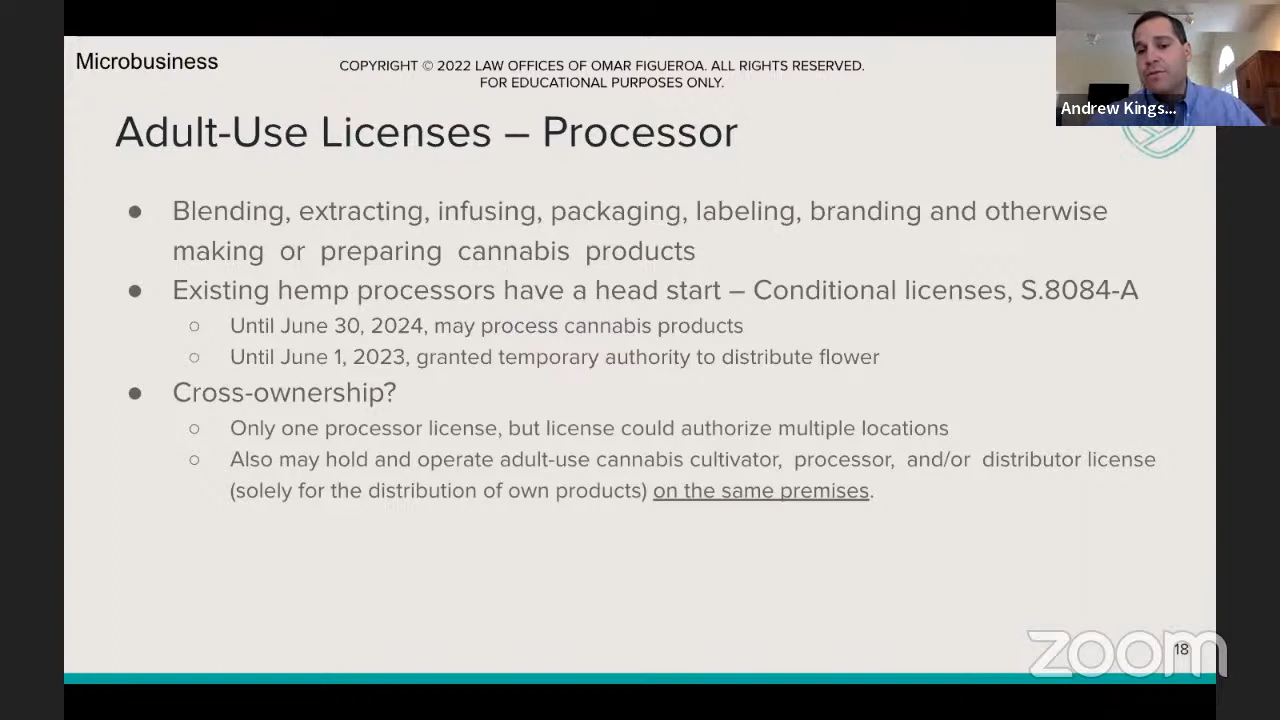 Microbusiness
COPYRIGHT © 2022 LAW OFFICES OF OMAR FIGUEROA. ALL RIGHTS RESERVED.
FOR EDUCATIONAL PURPOSES ONLY.
Andrew Kings...
Adult-Use Licenses – Processor
● Blending, extracting, infusing, packaging, labeling, branding and otherwise
making or preparing cannabis products
● Existing hemp processors have a head start – Conditional licenses, S.8084-A
○ Until June 30, 2024, may process cannabis products
○ Until June 1, 2023, granted temporary authority to distribute flower
● Cross-ownership?
○ Only one processor license, but license could authorize multiple locations
○ Also may hold and operate adult-use cannabis cultivator, processor, and/or distributor license
(solely for the distribution of own products) on the same premises.
zoom
18